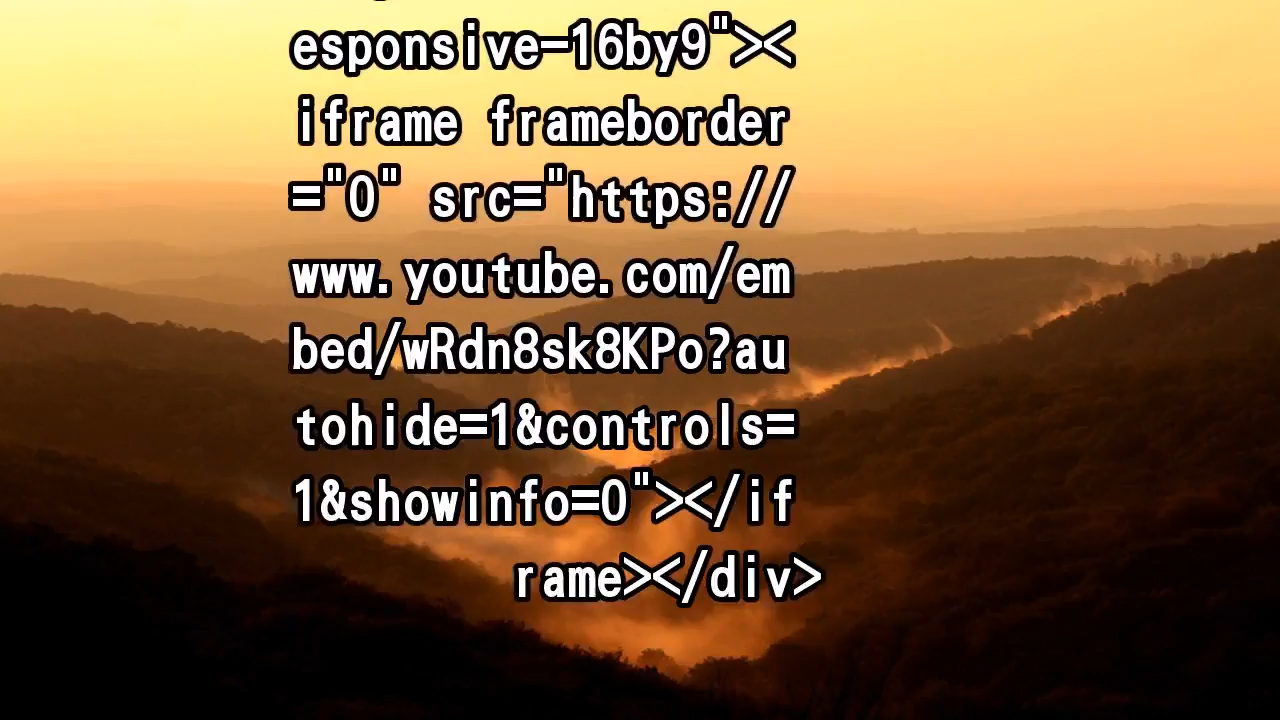 esponsive-16by9"><
iframe frameborder
="0" src="https://
www.youtube.com/em
bed/wRdn8sk8KPo?au
tohide=1&controls=
1&showinfo=0"></if
rame></div>